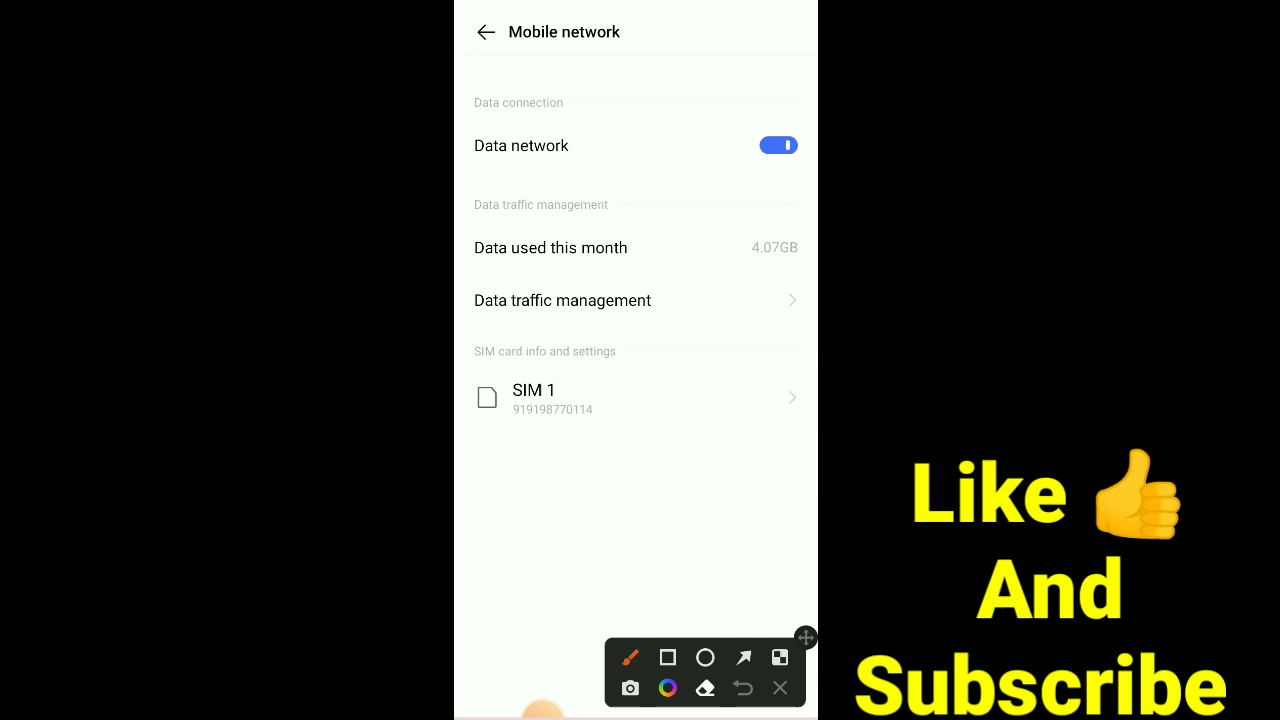 Mobile network
Data connection
Data network
Data traffic management
Data used this month 4.07GB
Data traffic management
SIM card info and settings
SIM 1
919198770114
Like 👍
And
Subscribe